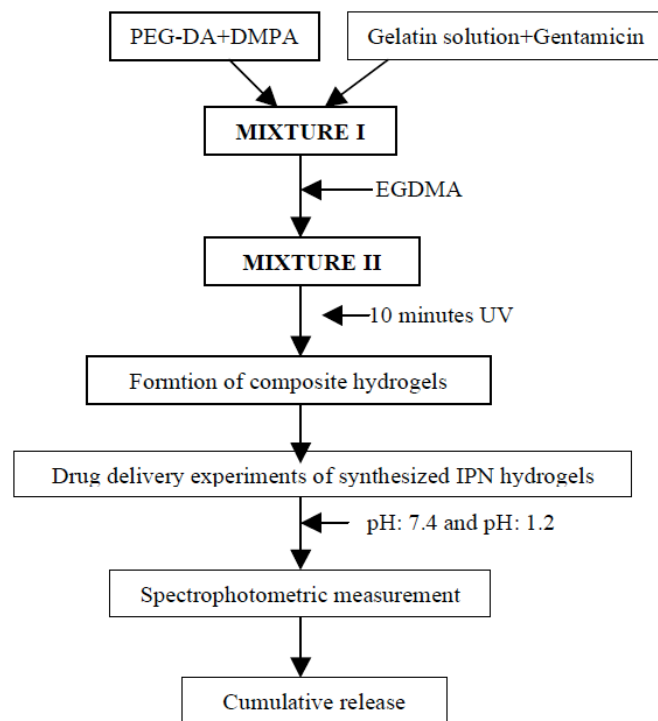 PEG-DA+DMPA
Gelatin solution+Gentamicin
MIXTURE I
EGDMA
MIXTURE II
10 minutes UV
Formtion of composite hydrogels
Drug delivery experiments of synthesized IPN hydrogels
pH: 7.4 and pH: 1.2
Spectrophotometric measurement
Cumulative release